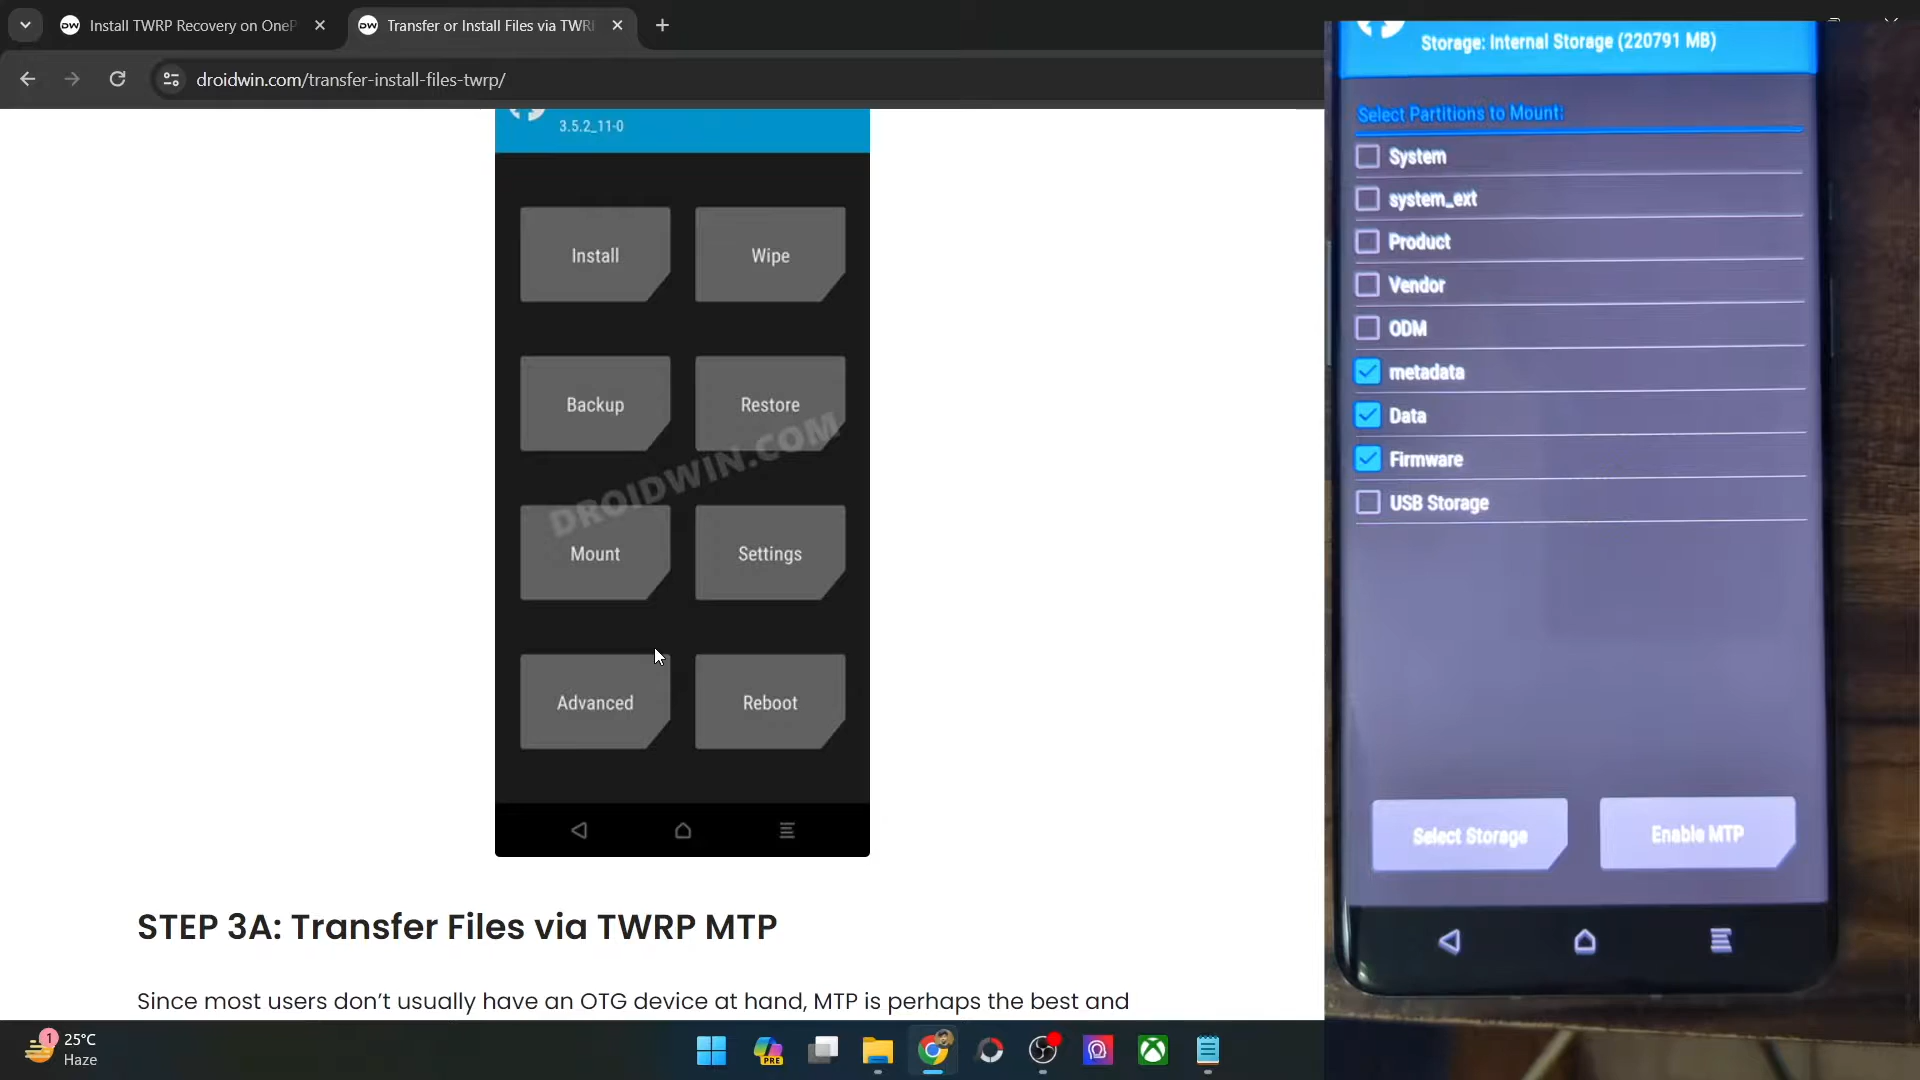 DW Install TWRP Recovery on OneP
DW Transfer or Install Files via TWR
droidwin.com/transfer-install-files-twrp/
3.5.2_11-0
Install
Wipe
Backup
Restore
DROIDWIN.COM
Mount
Settings
Advanced
Reboot
STEP 3A: Transfer Files via TWRP MTP
Since most users don’t usually have an OTG device at hand, MTP is perhaps the best and
Storage: Internal Storage (220791 MB)
Select Partitions to Mount:
System
system_ext
Product
Vendor
ODM
metadata
Data
Firmware
USB Storage
Select Storage
Enable MTP
1
25°C
Haze
PRE